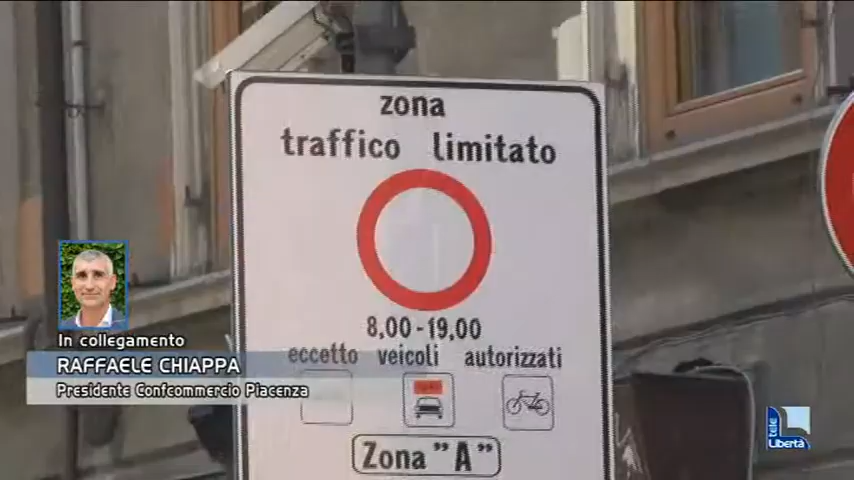 zona
traffico limitato
8,00-19,00
eccetto veicoli autorizzati
Zona "A"
In collegamento
RAFFAELE CHIAPPA
Presidente Confcommercio Piacenza
tele
Libertà